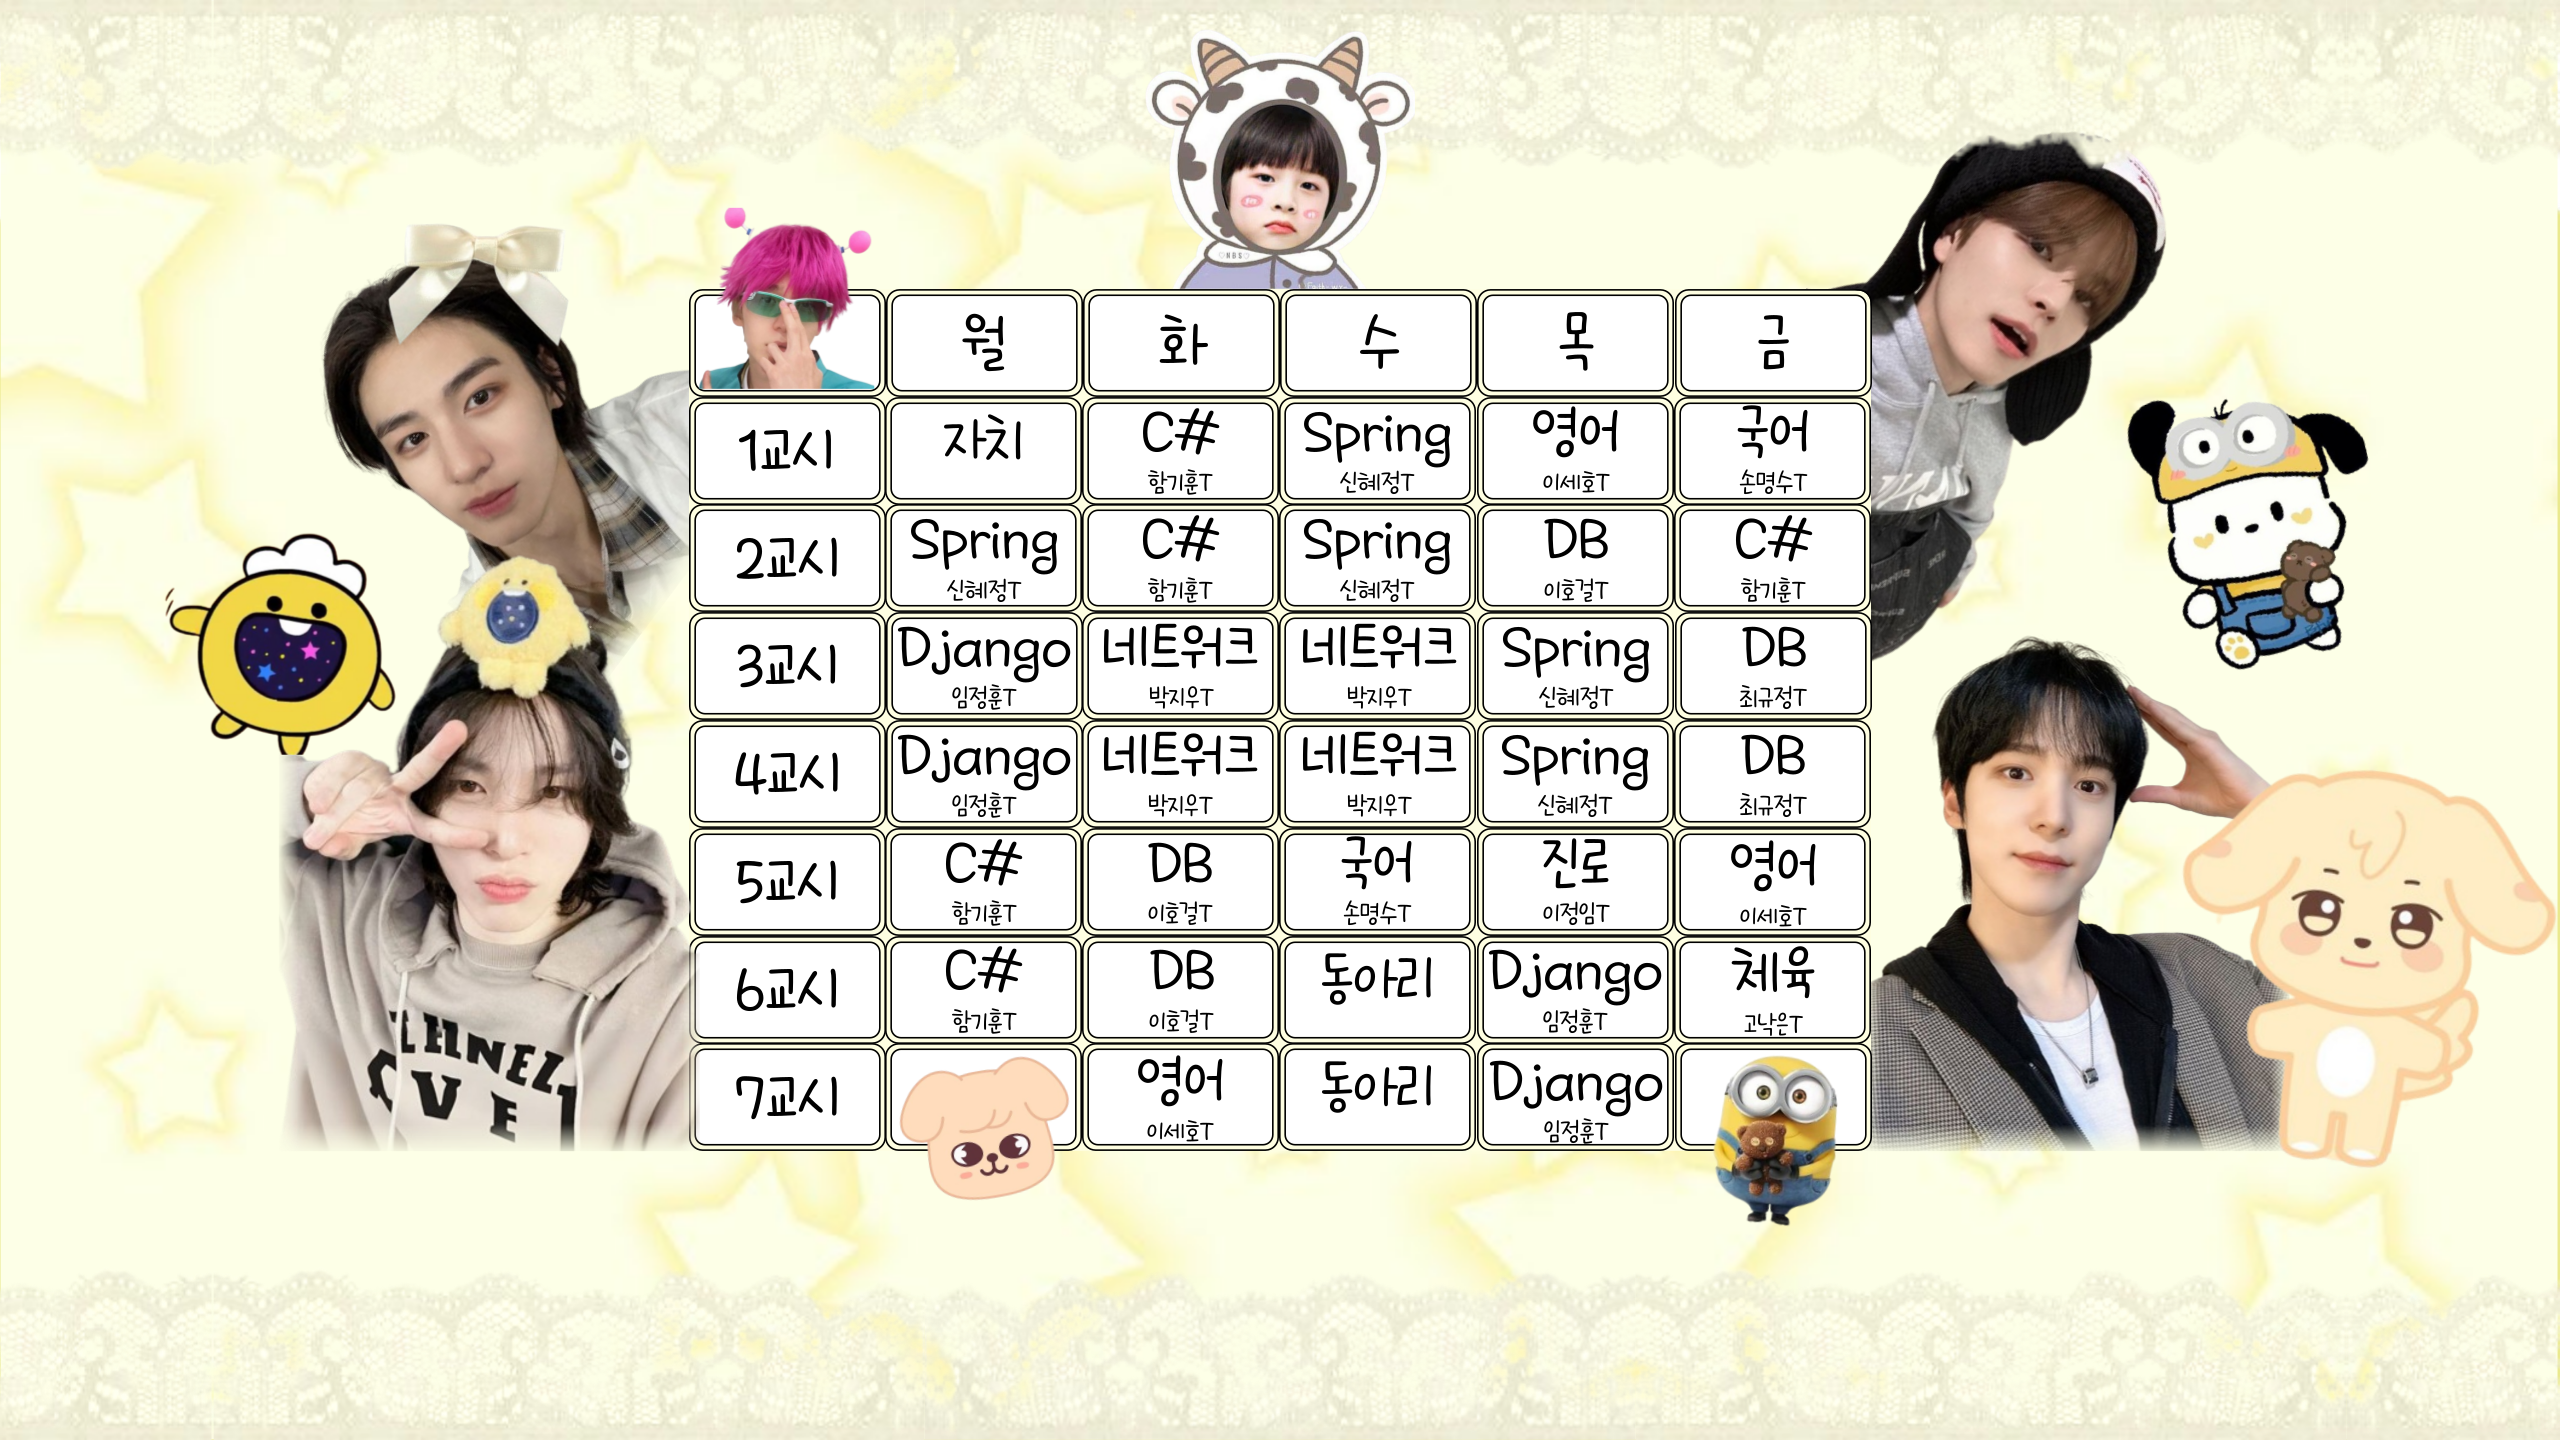 월 화 수 목 금
1교시 자치 C# Spring 영어 국어
함기훈T 신혜정T 이세호T 손명수T
2교시 Spring C# Spring DB C#
신혜정T 함기훈T 신혜정T 이호걸T 함기훈T
3교시 Django 네트워크 네트워크 Spring DB
임정훈T 박지우T 박지우T 신혜정T 최규정T
4교시 Django 네트워크 네트워크 Spring DB
임정훈T 박지우T 박지우T 신혜정T 최규정T
5교시 C# DB 국어 진로 영어
함기훈T 이호걸T 손명수T 이정임T 이세호T
6교시 C# DB 동아리 Django 체육
함기훈T 이호걸T 임정훈T 고낙은T
7교시 영어 동아리 Django
이세호T 임정훈T